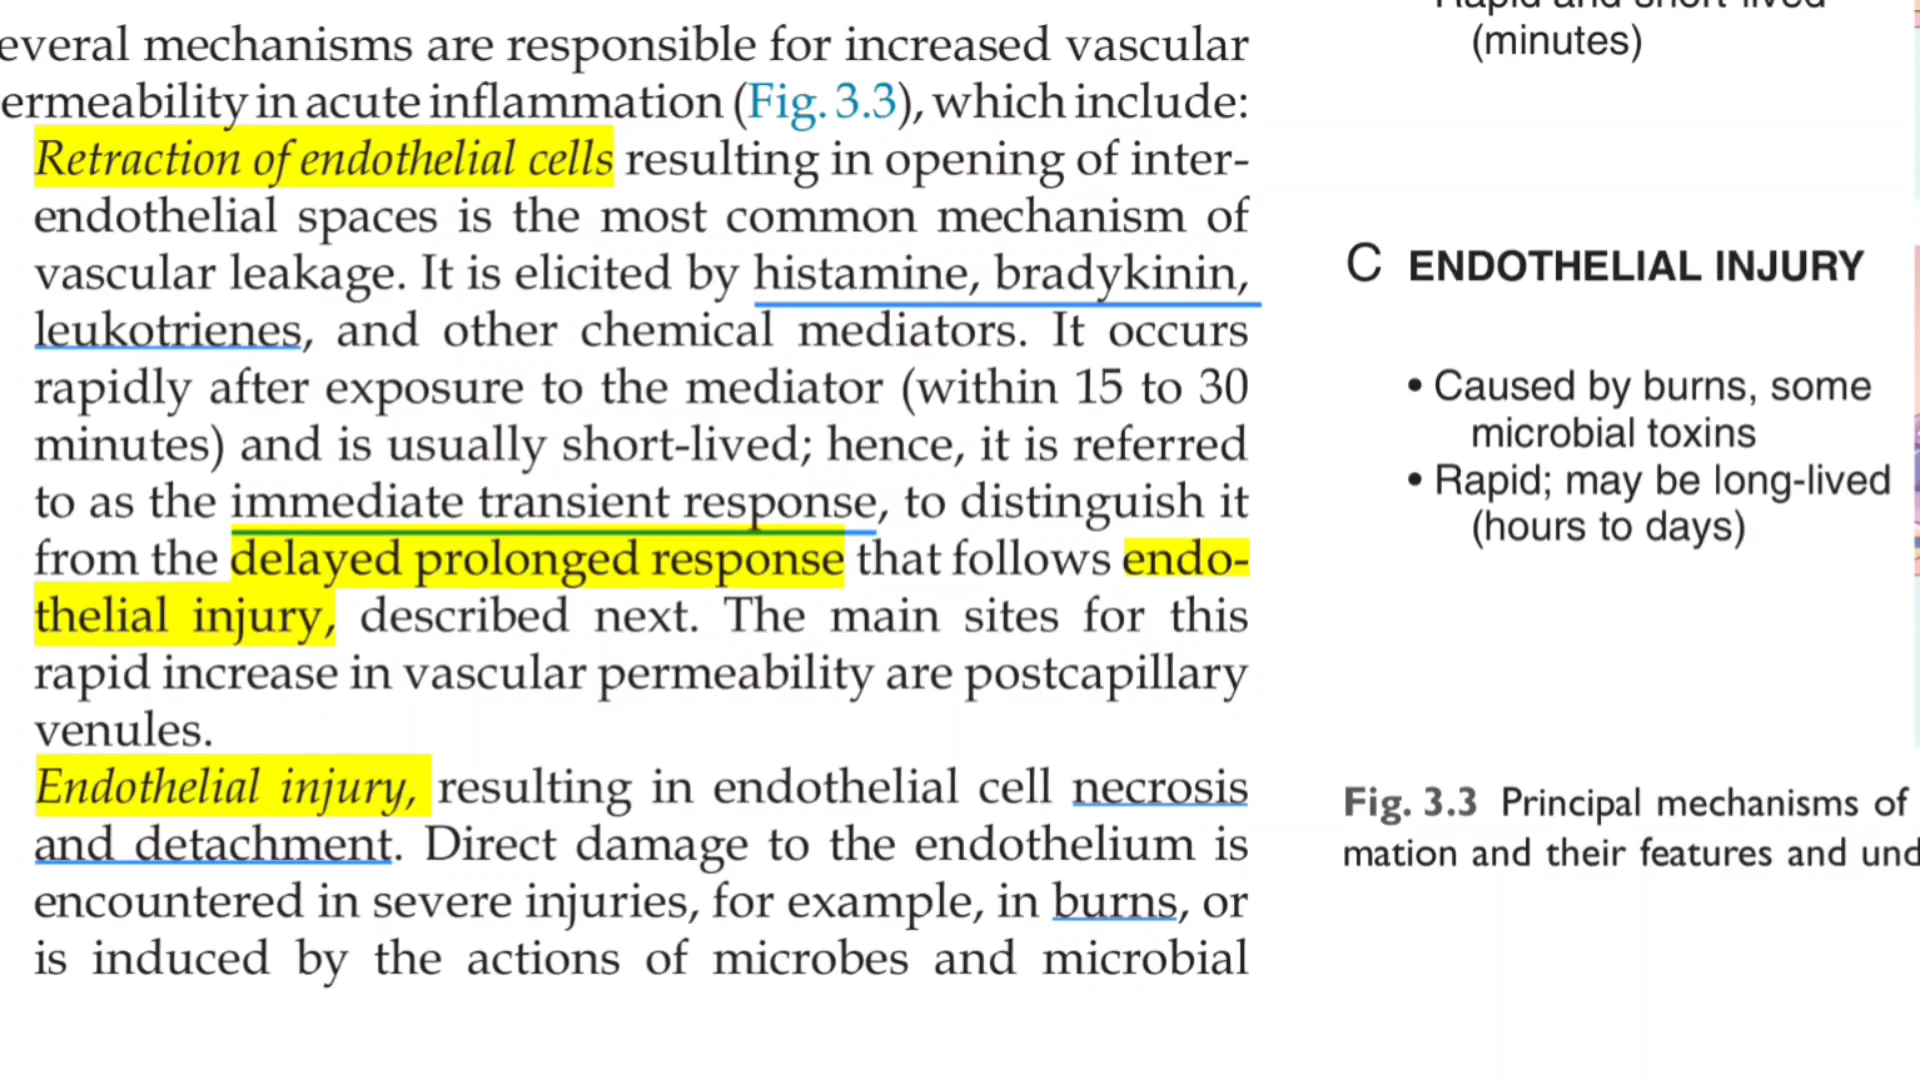 everal mechanisms are responsible for increased vascular
ermeability in acute inflammation (Fig. 3.3), which include:
Retraction of endothelial cells resulting in opening of inter-
endothelial spaces is the most common mechanism of
vascular leakage. It is elicited by histamine, bradykinin,
leukotrienes, and other chemical mediators. It occurs
rapidly after exposure to the mediator (within 15 to 30
minutes) and is usually short-lived; hence, it is referred
to as the immediate transient response, to distinguish it
from the delayed prolonged response that follows endo-
thelial injury, described next. The main sites for this
rapid increase in vascular permeability are postcapillary
venules.
Endothelial injury, resulting in endothelial cell necrosis
and detachment. Direct damage to the endothelium is
encountered in severe injuries, for example, in burns, or
is induced by the actions of microbes and microbial
Rapid and short-lived
(minutes)
C ENDOTHELIAL INJURY
• Caused by burns, some
microbial toxins
• Rapid; may be long-lived
(hours to days)
Fig. 3.3 Principal mechanisms of
mation and their features and und